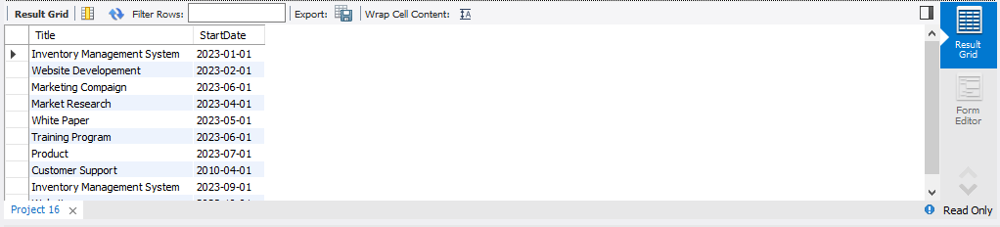 Result Grid Filter Rows: Export: Wrap Cell Content: IA
Title StartDate
Inventory Management System 2023-01-01
Website Developement 2023-02-01
Marketing Compaign 2023-06-01
Market Research 2023-04-01
White Paper 2023-05-01
Training Program 2023-06-01
Product 2023-07-01
Customer Support 2010-04-01
Inventory Management System 2023-09-01
Result
Grid
Form
Editor
Project 16
Read Only